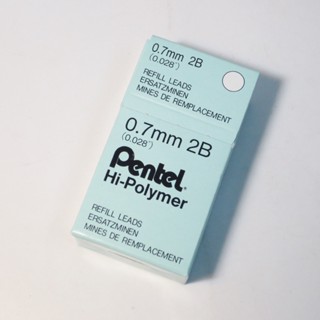 0.7mm 2B
(0.028")
REFILL LEADS
ERSATZMINEN
MINES DE REMPLACEMENT
0.7mm 2B
(0.028")
Pentel
Hi-Polymer
REFILL LEADS
ERSATZMINEN
MINES DE REMPLACEMENT